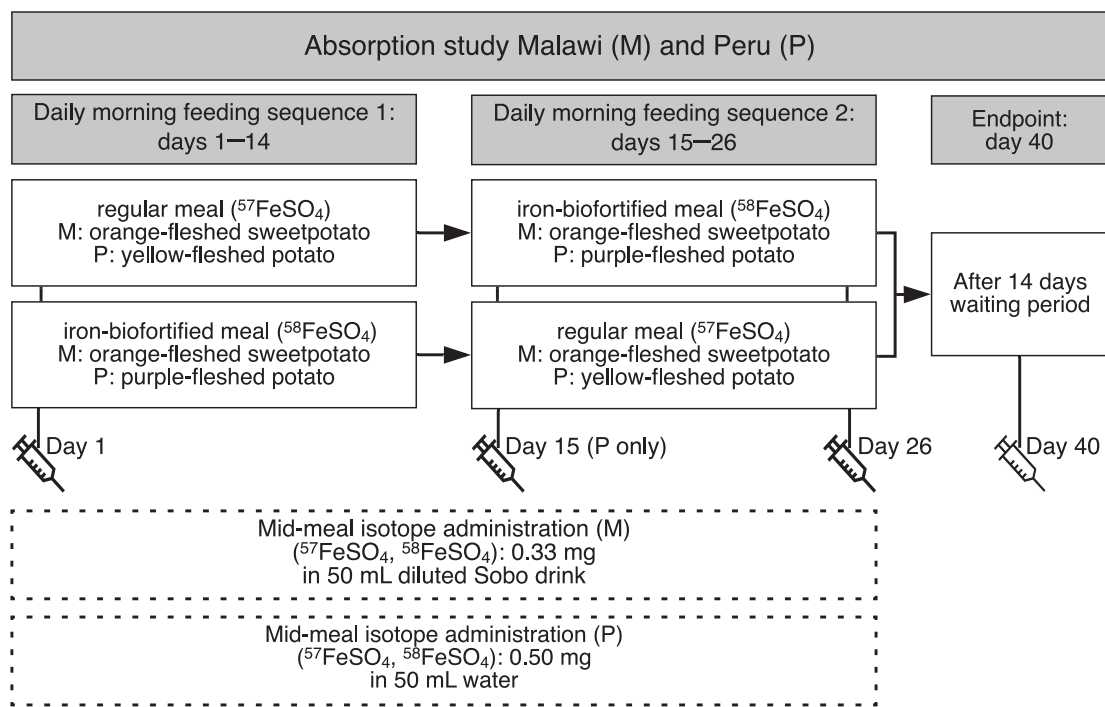 Absorption study Malawi (M) and Peru (P)
Daily morning feeding sequence 1:
days 1–14
Daily morning feeding sequence 2:
days 15–26
Endpoint:
day 40
regular meal (⁵⁷FeSO₄)
M: orange-fleshed sweetpotato
P: yellow-fleshed potato
iron-biofortified meal (⁵⁸FeSO₄)
M: orange-fleshed sweetpotato
P: purple-fleshed potato
After 14 days
waiting period
iron-biofortified meal (⁵⁸FeSO₄)
M: orange-fleshed sweetpotato
P: purple-fleshed potato
regular meal (⁵⁷FeSO₄)
M: orange-fleshed sweetpotato
P: yellow-fleshed potato
Day 1
Day 15 (P only)
Day 26
Day 40
Mid-meal isotope administration (M)
(⁵⁷FeSO₄, ⁵⁸FeSO₄): 0.33 mg
in 50 mL diluted Sobo drink
Mid-meal isotope administration (P)
(⁵⁷FeSO₄, ⁵⁸FeSO₄): 0.50 mg
in 50 mL water